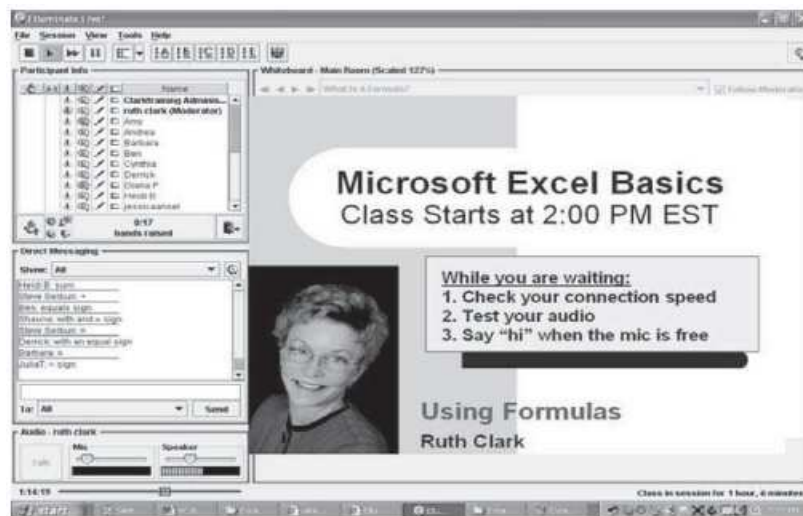 Elluminate Live!
File Session View Tools Help
Participant Info
Name
Clarktraining Adminis...
ruth clark (Moderator)
Amy
Andrea
Barbara
Ben
Cynthia
Derrick
Diana P
Heidi B
jessicaansel
0/17
hands raised
Direct Messaging
Show: All
Heidi B: sum
Steve Serbun: =
Ben: equals sign
Shauna: with and = sign
Steve Serbun: =
Derrick: with an equal sign
Barbara: =
JuliaT: = sign
To: All
Send
Audio - ruth clark
Mic
Speaker
Talk
1:14:19
Whiteboard - Main Room (Scaled 127%)
What Is a Formula?
Follow Moderator
Microsoft Excel Basics
Class Starts at 2:00 PM EST
While you are waiting:
1. Check your connection speed
2. Test your audio
3. Say “hi” when the mic is free
Using Formulas
Ruth Clark
Class in session for 1 hour, 6 minutes
start